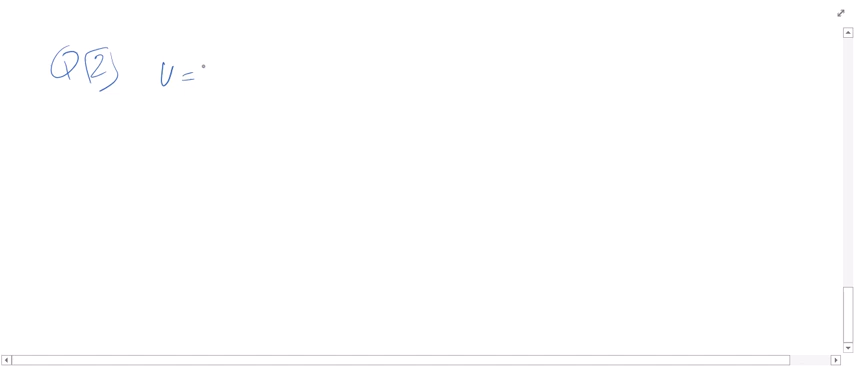 Q[2] U =